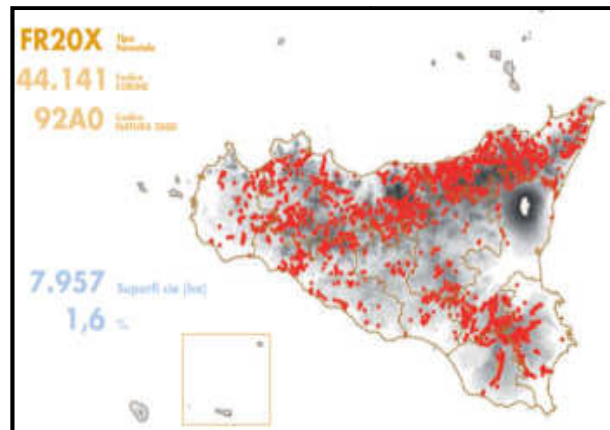 FR20X Tipo forestale
44.141 Codice CORINE
92A0 Codice NATURA 2000
7.957 Superficie (ha)
1,6 %